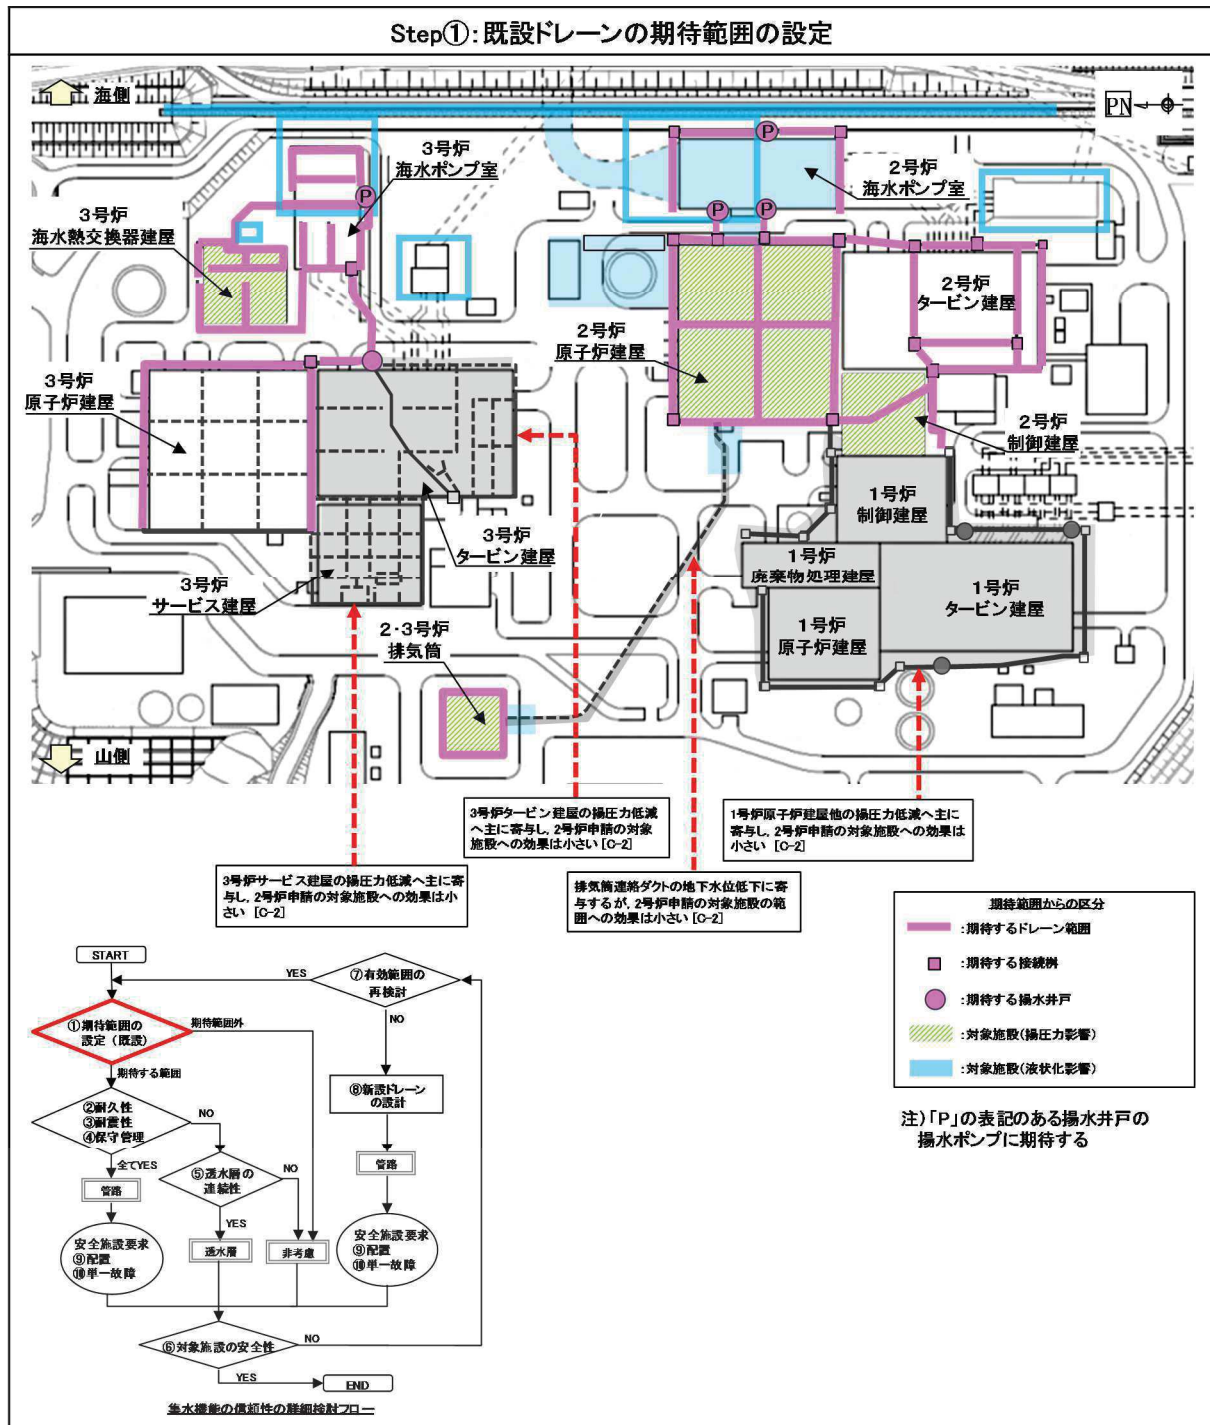 Step①:既設ドレーンの期待範囲の設定
海側
PN
3号炉
海水ポンプ室
2号炉
海水ポンプ室
3号炉
海水熱交換器建屋
P
P
P
P
2号炉
タービン建屋
2号炉
原子炉建屋
3号炉
原子炉建屋
2号炉
制御建屋
1号炉
制御建屋
3号炉
タービン建屋
1号炉
廃棄物処理建屋
3号炉
サービス建屋
1号炉
タービン建屋
1号炉
原子炉建屋
2・3号炉
排気筒
山側
3号炉タービン建屋の揚圧力低減
へ主に寄与し,2号炉申請の対象
施設への効果は小さい [C-2]
1号炉原子炉建屋他の揚圧力低減へ主に
寄与し,2号炉申請の対象施設への効果は
小さい [C-2]
3号炉サービス建屋の揚圧力低減へ主に寄
与し,2号炉申請の対象施設への効果は小
さい [C-2]
排気筒連絡ダクトの地下水位低下に寄
与するが,2号炉申請の対象施設の範
囲への効果は小さい [C-2]
期待範囲からの区分
:期待するドレーン範囲
:期待する接続桝
:期待する揚水井戸
:対象施設(揚圧力影響)
:対象施設(液状化影響)
注)「P」の表記のある揚水井戸の
揚水ポンプに期待する
START
YES
⑦有効範囲の
再検討
①期待範囲の
設定(既設)
期待範囲外
NO
期待する範囲
⑧新設ドレーン
の設計
②耐久性
③耐震性
④保守管理
NO
全てYES
⑤透水層の
連続性
NO
管路
管路
YES
安全施設要求
⑨配置
⑩単一故障
透水層
非考慮
安全施設要求
⑨配置
⑩単一故障
⑥対象施設の安全性
NO
YES
END
集水機能の信頼性の詳細検討フロー